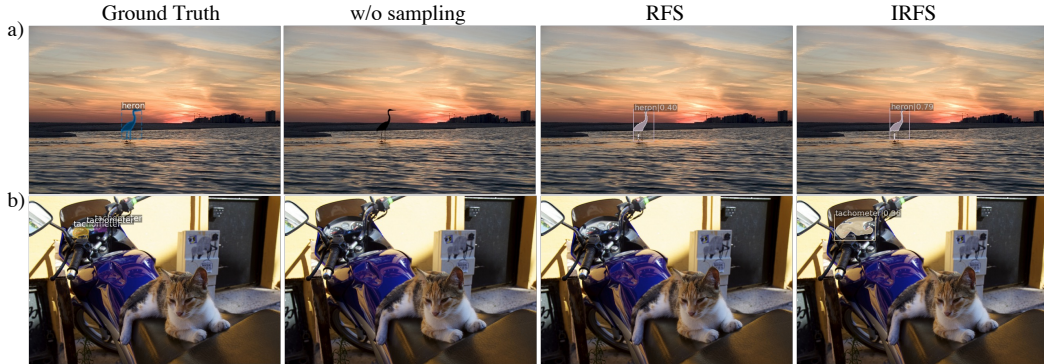 Ground Truth
w/o sampling
RFS
IRFS
a)
heron
heron|0.40
heron|0.79
b)
tachometer
tachometer
tachometer